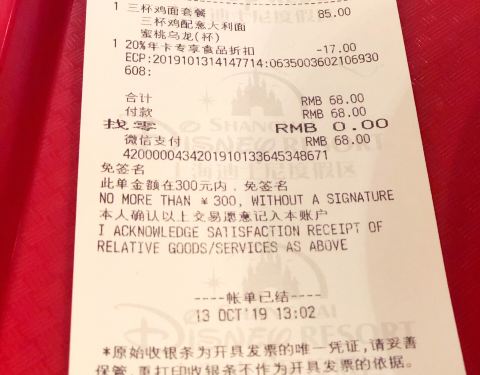 1 三杯鸡面套餐 85.00
三杯鸡配意大利面
蜜桃乌龙(杯)
1 20%年卡专享食品折扣 -17.00
ECP:2019101314147714:0635003602106930
608:
合计 RMB 68.00
付款 RMB 68.00
找零 RMB 0.00
微信支付 RMB 68.00
4200000434201910133645348671
免签名
此单金额在300元内，免签名
NO MORE THAN ￥300, WITHOUT A SIGNATURE
本人确认以上交易愿意记入本账户
I ACKNOWLEDGE SATISFACTION RECEIPT OF
RELATIVE GOODS/SERVICES AS ABOVE
----帐单已结----
13 OCT'19 13:02
*原始收银条为开具发票的唯一凭证,请妥善
保管,重打印收银条不作为开具发票的依据。